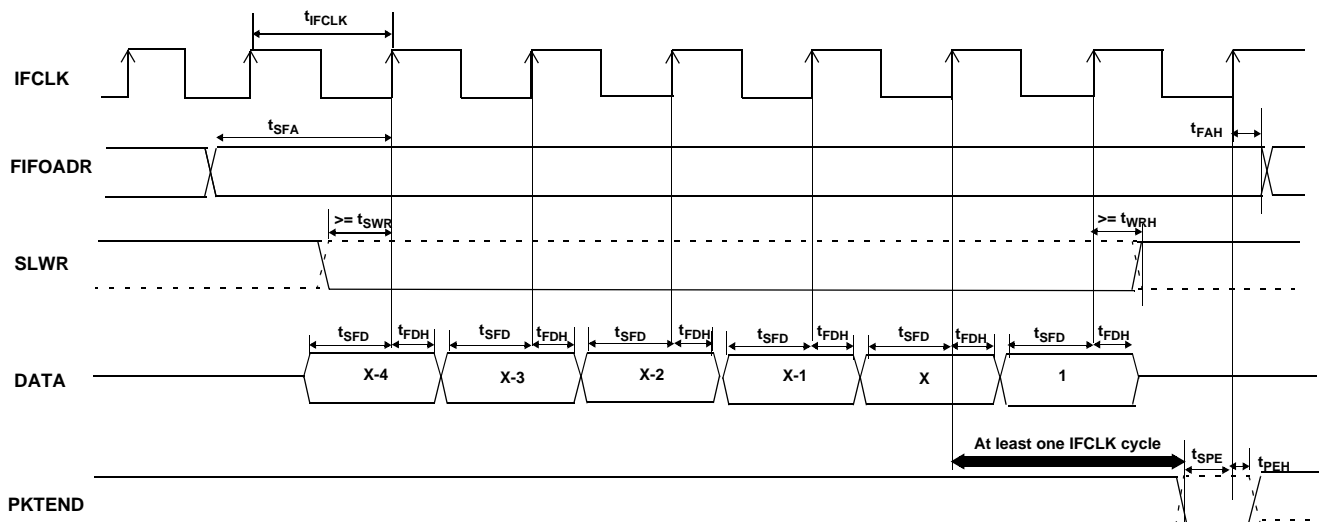 tIFCLK
IFCLK
tSFA
tFAH
FIFOADR
>= tSWR
>= tWRH
SLWR
tSFD tFDH tSFD tFDH tSFD tFDH tSFD tFDH tSFD tFDH tSFD tFDH
DATA X-4 X-3 X-2 X-1 X 1
At least one IFCLK cycle
tSPE tPEH
PKTEND